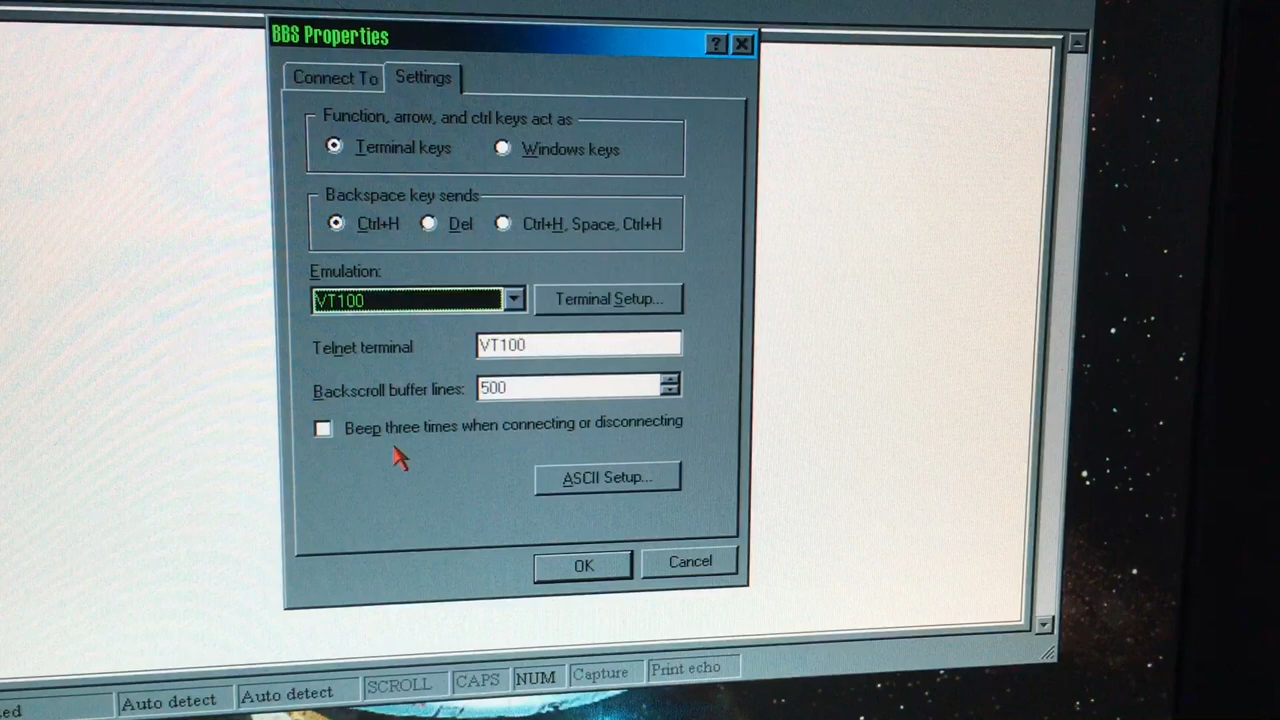 BBS Properties
Connect To Settings
Function, arrow, and ctrl keys act as
Terminal keys Windows keys
Backspace key sends
Ctrl+H Del Ctrl+H, Space, Ctrl+H
Emulation:
VT100 Terminal Setup...
Telnet terminal VT100
Backscroll buffer lines: 500
Beep three times when connecting or disconnecting
ASCII Setup...
OK Cancel
Auto detect Auto detect SCROLL CAPS NUM Capture Print echo